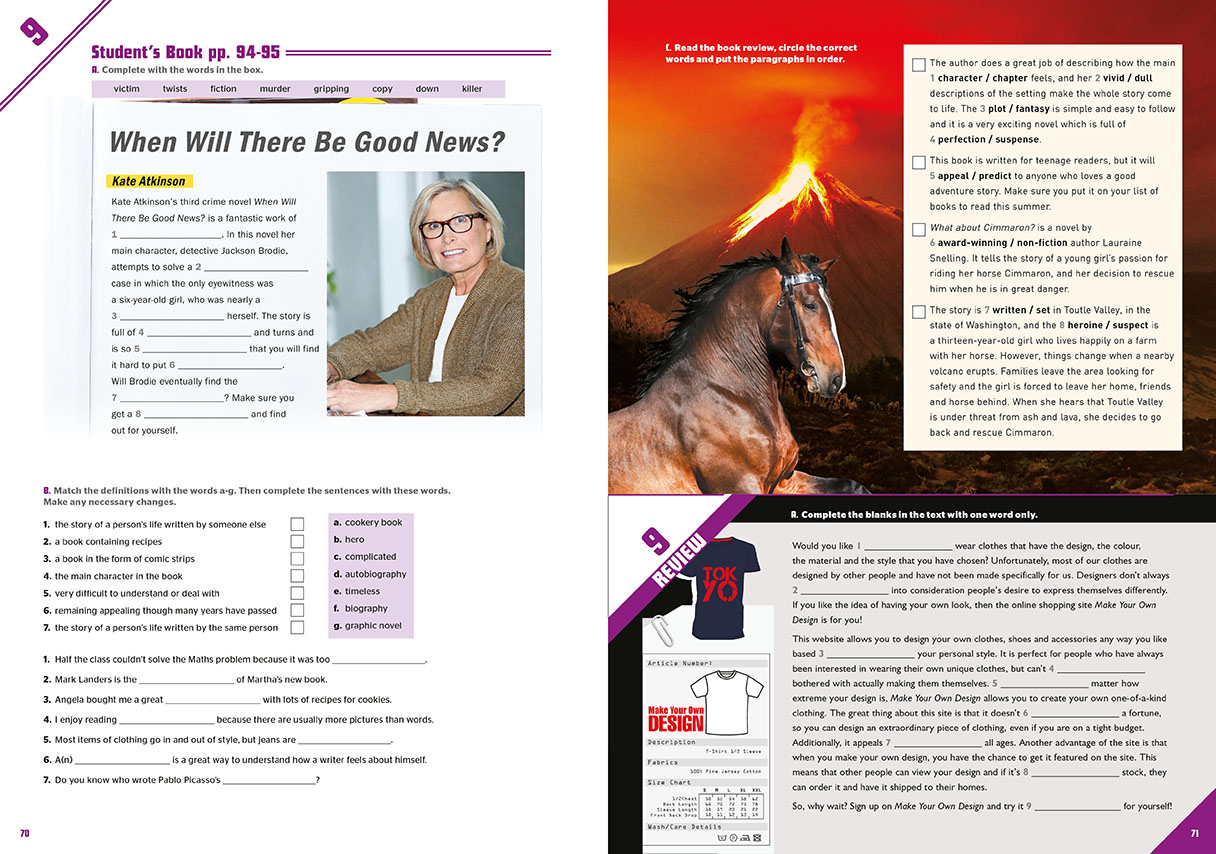 9
Student's Book pp. 94-95
A. Complete with the words in the box.
victim twists fiction murder gripping copy down killer
When Will There Be Good News?
Kate Atkinson
Kate Atkinson's third crime novel When Will
There Be Good News? is a fantastic work of
1 ____________________. In this novel her
main character, detective Jackson Brodie,
attempts to solve a 2 ____________________
case in which the only eyewitness was
a six-year-old girl, who was nearly a
3 ____________________ herself. The story is
full of 4 ____________________ and turns and
is so 5 ____________________ that you will find
it hard to put 6 ____________________.
Will Brodie eventually find the
7 ____________________? Make sure you
get a 8 ____________________ and find
out for yourself.
B. Match the definitions with the words a-g. Then complete the sentences with these words.
Make any necessary changes.
1. the story of a person's life written by someone else
2. a book containing recipes
3. a book in the form of comic strips
4. the main character in the book
5. very difficult to understand or deal with
6. remaining appealing though many years have passed
7. the story of a person's life written by the same person
a. cookery book
b. hero
c. complicated
d. autobiography
e. timeless
f. biography
g. graphic novel
1. Half the class couldn't solve the Maths problem because it was too ____________________.
2. Mark Landers is the ____________________ of Martha's new book.
3. Angela bought me a great ____________________ with lots of recipes for cookies.
4. I enjoy reading ____________________ because there are usually more pictures than words.
5. Most items of clothing go in and out of style, but jeans are ____________________.
6. A(n) ____________________ is a great way to understand how a writer feels about himself.
7. Do you know who wrote Pablo Picasso's ____________________?
70
C. Read the book review, circle the correct
words and put the paragraphs in order.
The author does a great job of describing how the main
1 character / chapter feels, and her 2 vivid / dull
descriptions of the setting make the whole story come
to life. The 3 plot / fantasy is simple and easy to follow
and it is a very exciting novel which is full of
4 perfection / suspense.
This book is written for teenage readers, but it will
5 appeal / predict to anyone who loves a good
adventure story. Make sure you put it on your list of
books to read this summer.
What about Cimmaron? is a novel by
6 award-winning / non-fiction author Lauraine
Snelling. It tells the story of a young girl's passion for
riding her horse Cimmaron, and her decision to rescue
him when he is in great danger.
The story is 7 written / set in Toutle Valley, in the
state of Washington, and the 8 heroine / suspect is
a thirteen-year-old girl who lives happily on a farm
with her horse. However, things change when a nearby
volcano erupts. Families leave the area looking for
safety and the girl is forced to leave her home, friends
and horse behind. When she hears that Toutle Valley
is under threat from ash and lava, she decides to go
back and rescue Cimmaron.
9
REVIEW
A. Complete the blanks in the text with one word only.
TOK
YO
Article Number:
Make Your Own
DESIGN
Description
T-Shirt 1/2 Sleeve
Fabrics
100% Fine Jersey Cotton
Size Chart
S M L XL XXL
1/2Chest
Back Length
Sleeve Length
Front Neck Drop
Wash/Care Details
Would you like 1 ____________________ wear clothes that have the design, the colour,
the material and the style that you have chosen? Unfortunately, most of our clothes are
designed by other people and have not been made specifically for us. Designers don't always
2 ____________________ into consideration people's desire to express themselves differently.
If you like the idea of having your own look, then the online shopping site Make Your Own
Design is for you!
This website allows you to design your own clothes, shoes and accessories any way you like
based 3 ____________________ your personal style. It is perfect for people who have always
been interested in wearing their own unique clothes, but can't 4 ____________________
bothered with actually making them themselves. 5 ____________________ matter how
extreme your design is, Make Your Own Design allows you to create your own one-of-a-kind
clothing. The great thing about this site is that it doesn't 6 ____________________ a fortune,
so you can design an extraordinary piece of clothing, even if you are on a tight budget.
Additionally, it appeals 7 ____________________ all ages. Another advantage of the site is that
when you make your own design, you have the chance to get it featured on the site. This
means that other people can view your design and if it's 8 ____________________ stock, they
can order it and have it shipped to their homes.
So, why wait? Sign up on Make Your Own Design and try it 9 ____________________ for yourself!
71